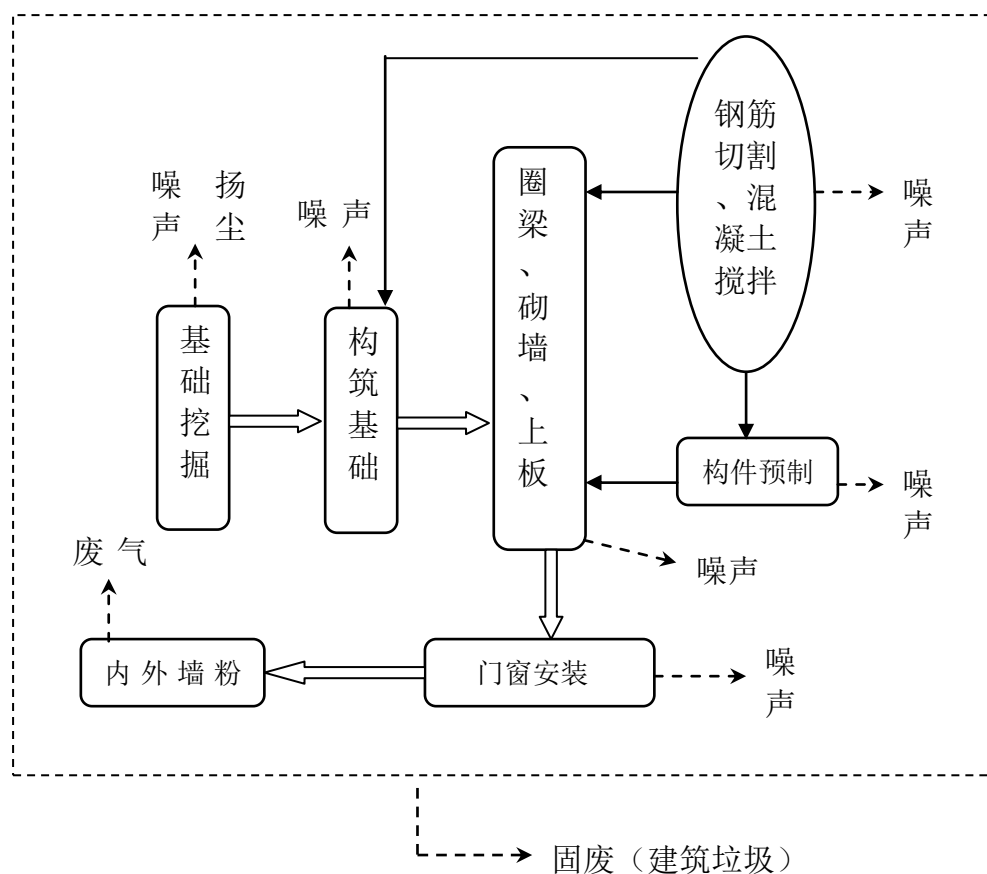 钢筋
切割
、混
凝土
搅拌
噪
声
圈
梁
、
砌
墙
、
上
板
噪 扬
声 尘
噪 声
基
础
挖
掘
构
筑
基
础
构件预制
噪
声
噪声
废 气
内 外 墙 粉
门窗安装
噪
声
固废（建筑垃圾）